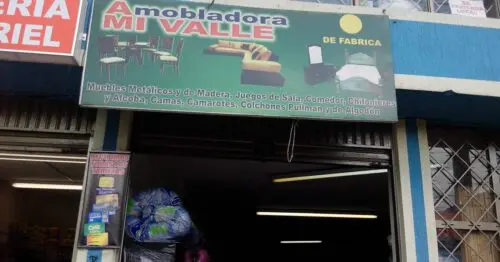 ERIA
RIEL
Amobladora
MI VALLE
DE FABRICA
Muebles Metálicos y de Madera, Juegos de Sala, Comedor, Chifonieres
y Alcoba, Camas, Camarotes, Colchones Pullman y de Algodón